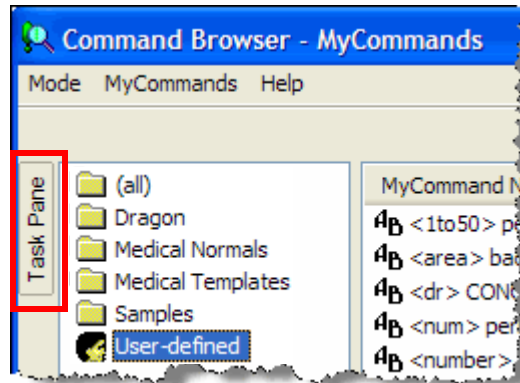 Command Browser - MyCommands
Mode MyCommands Help
Task Pane
(all)
Dragon
Medical Normals
Medical Templates
Samples
User-defined
MyCommand
<1to50>
<area>
<dr>
<num> per
<number>